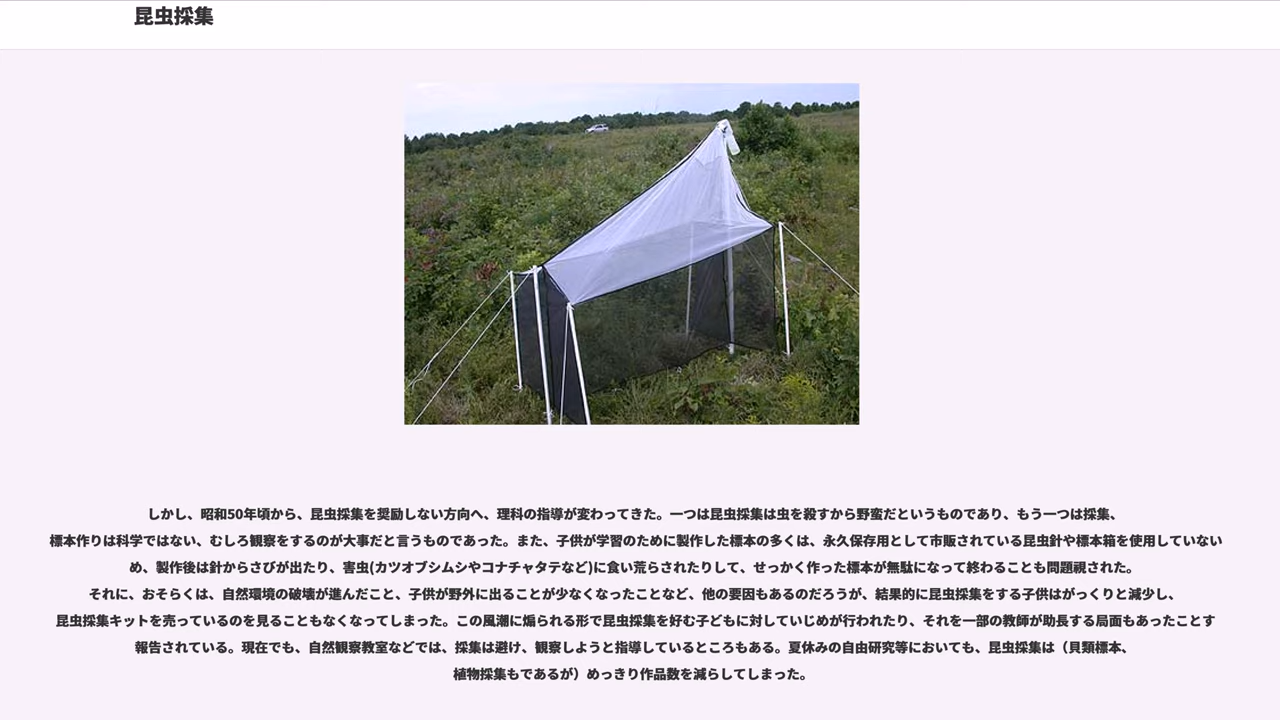 昆虫採集
しかし、昭和50年頃から、昆虫採集を奨励しない方向へ、理科の指導が変わってきた。一つは昆虫採集は虫を殺すから野蛮だというものであり、もう一つは採集、
標本作りは科学ではない、むしろ観察をするのが大事だと言うものであった。また、子供が学習のために製作した標本の多くは、永久保存用として市販されている昆虫針や標本箱を使用していない
め、製作後は針からさびが出たり、害虫(カツオブシムシやコナチャタテなど)に食い荒らされたりして、せっかく作った標本が無駄になって終わることも問題視された。
それに、おそらくは、自然環境の破壊が進んだこと、子供が野外に出ることが少なくなったことなど、他の要因もあるのだろうが、結果的に昆虫採集をする子供はがっくりと減少し、
昆虫採集キットを売っているのを見ることもなくなってしまった。この風潮に煽られる形で昆虫採集を好む子どもに対していじめが行われたり、それを一部の教師が助長する局面もあったことす
報告されている。現在でも、自然観察教室などでは、採集は避け、観察しようと指導しているところもある。夏休みの自由研究等においても、昆虫採集は（貝類標本、
植物採集もであるが）めっきり作品数を減らしてしまった。